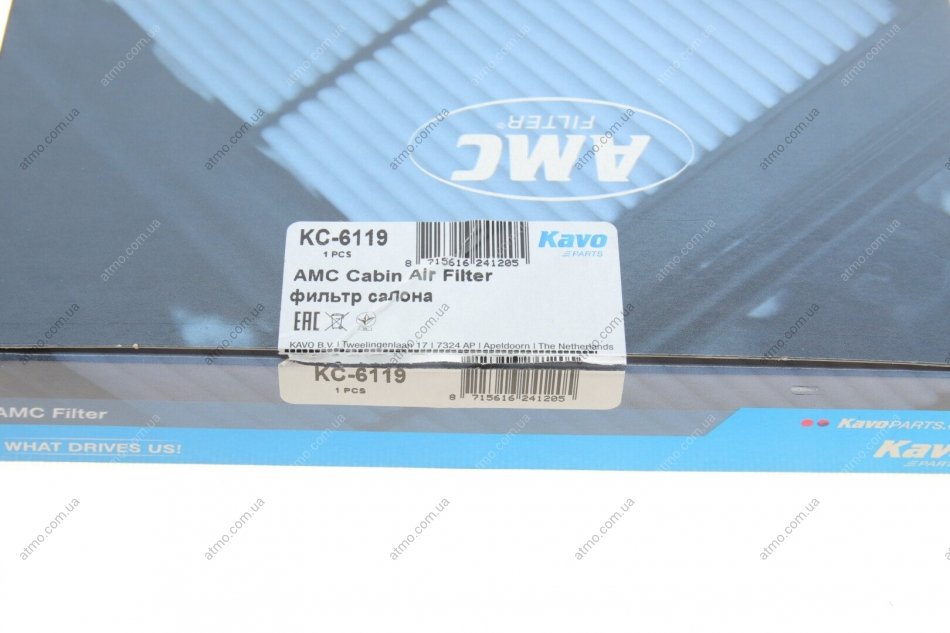 AMC
FILTER®
KC-6119
1 PCS
8 715616 241205
Kavo
PARTS
AMC Cabin Air Filter
фильтр салона
EAC
KAVO B.V. | Tweelingenlaan 17 | 7324 AP | Apeldoorn | The Netherlands
KC-6119
1 PCS
8 715616 241205
AMC Filter
KavoPARTS.
WHAT DRIVES US!
Kavo
PARTS
atmo.com.ua